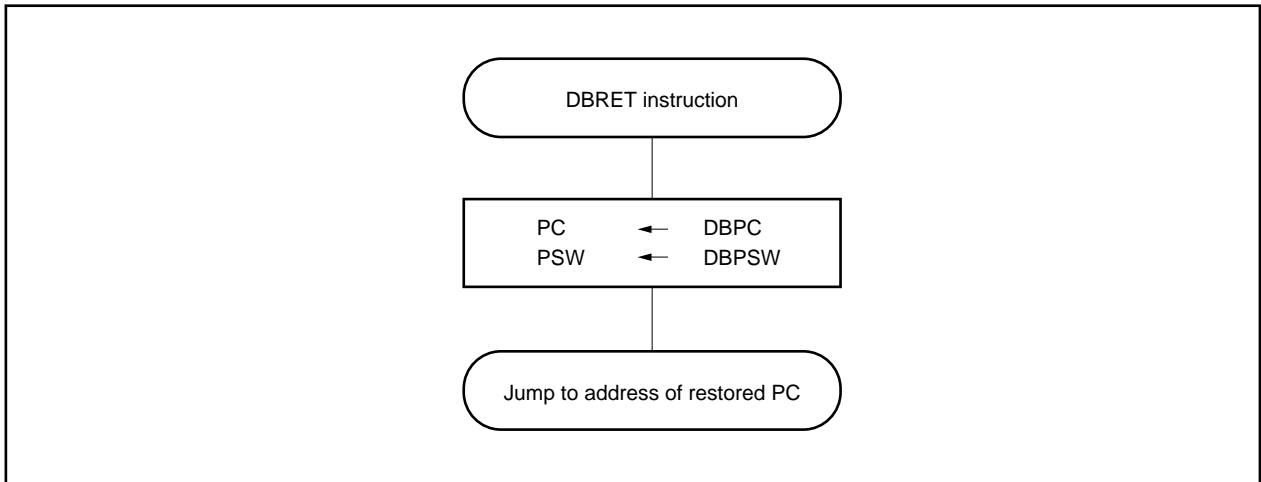 DBRET instruction
PC ← DBPC
PSW ← DBPSW
Jump to address of restored PC